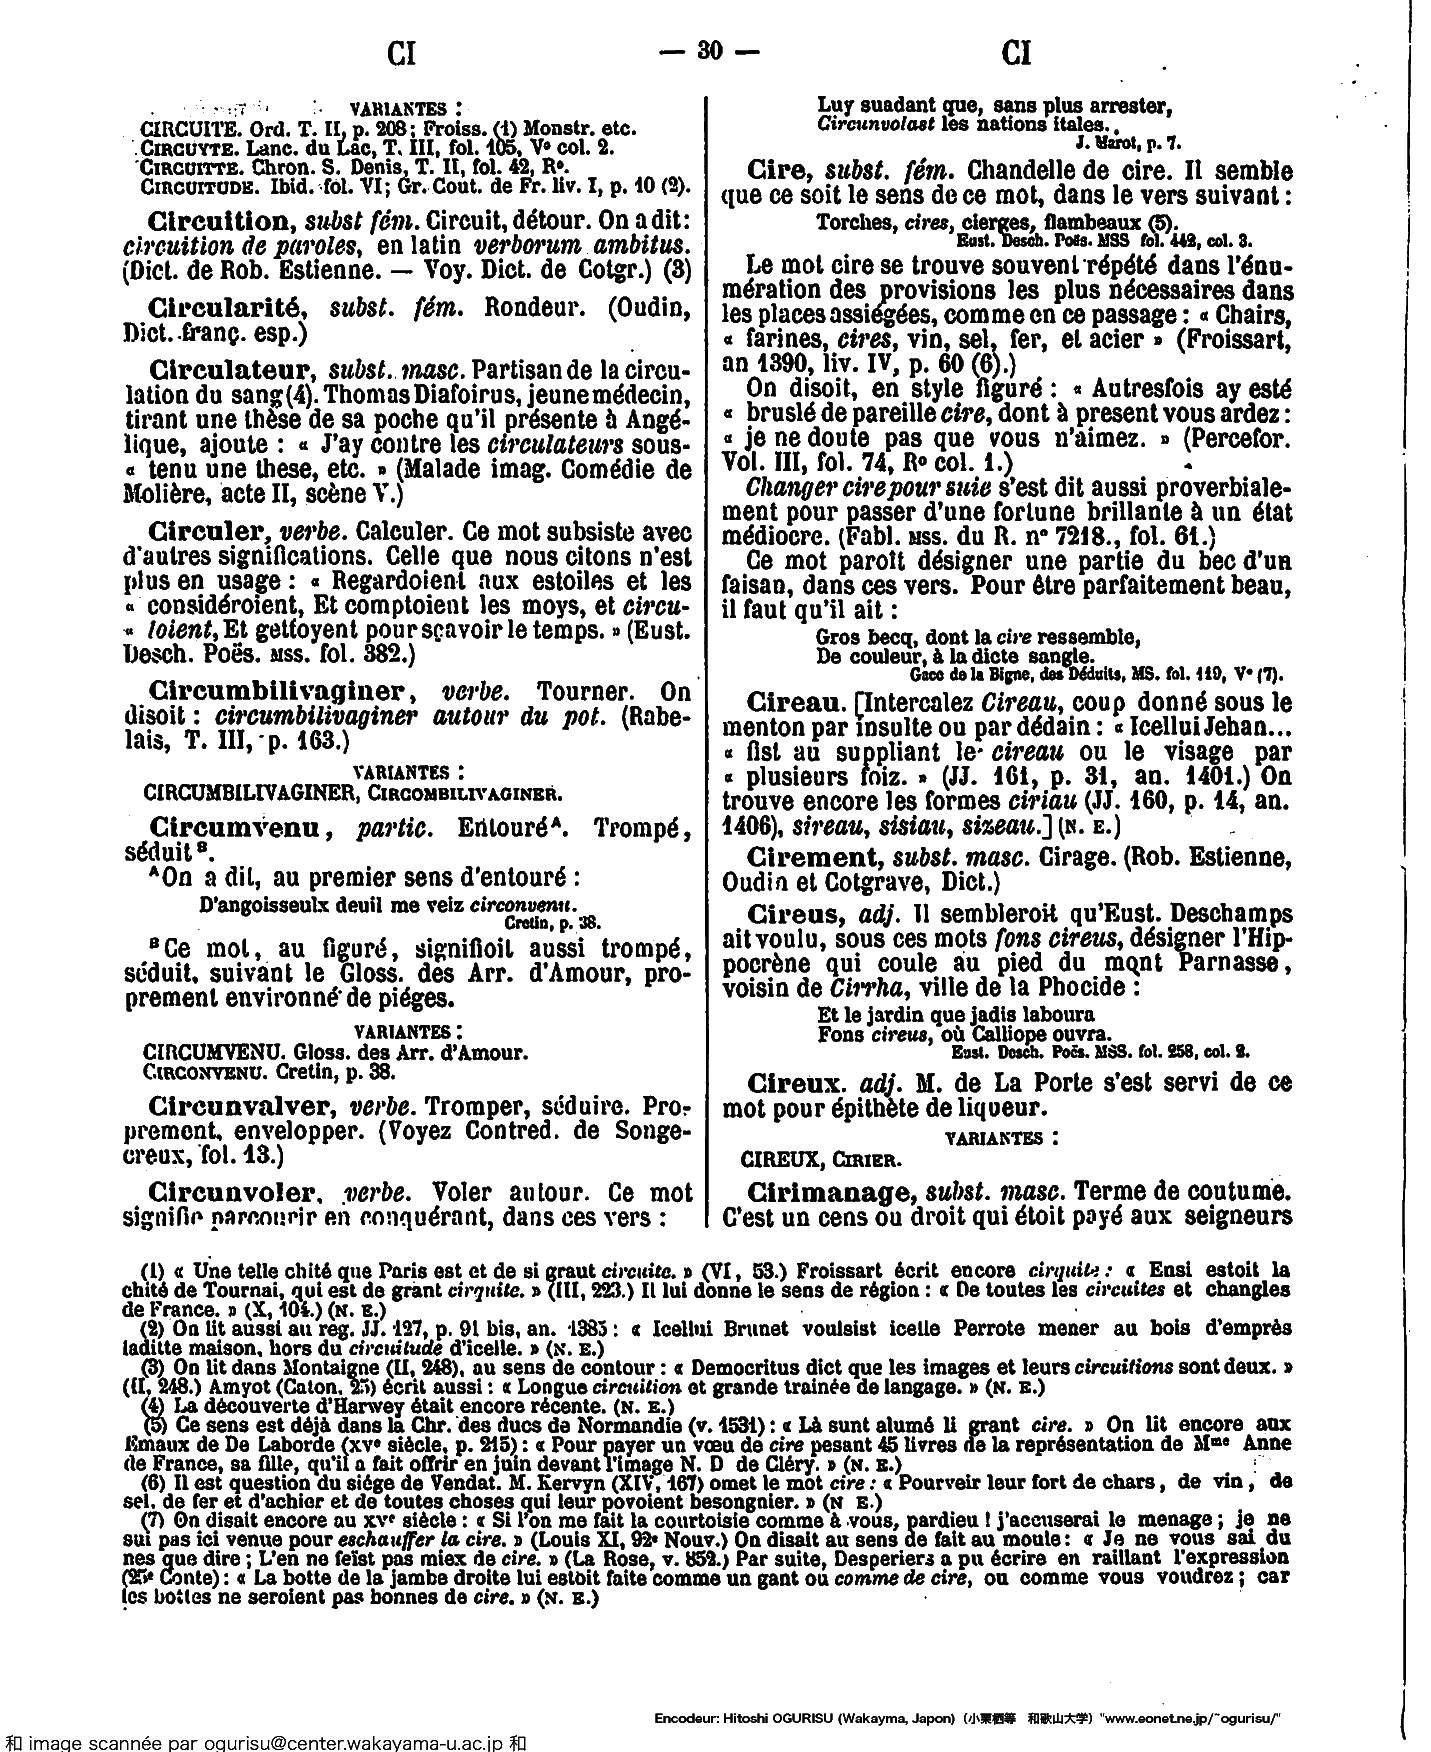 CI
— 30 —
CI
VARIANTES :
CIRCUITE. Ord. T. II, p. 208 ; Froiss. (1) Monstr. etc.
CIRCUYTE. Lanc. du Lac, T. III, fol. 105, Vº col. 2.
CIRCUITTE. Chron. S. Denis, T. II, fol. 42, Rº.
CIRCUITUDE. Ibid. fol. VI ; Gr. Cout. de Fr. liv. I, p. 10 (2).
Circuition, subst fém. Circuit, détour. On a dit :
circuition de paroles, en latin verborum ambitus.
(Dict. de Rob. Estienne. — Voy. Dict. de Cotgr.) (3)
Circularité, subst. fém. Rondeur. (Oudin,
Dict. franç. esp.)
Circulateur, subst. masc. Partisan de la circu-
lation du sang (4). Thomas Diafoirus, jeune médecin,
tirant une thèse de sa poche qu'il présente à Angé-
lique, ajoute : « J'ay contre les circulateurs sous-
« tenu une these, etc. » (Malade imag. Comédie de
Molière, acte II, scène V.)
Circuler, verbe. Calculer. Ce mot subsiste avec
d'autres significations. Celle que nous citons n'est
plus en usage : « Regardoient aux estoiles et les
« considéroient, Et comptoient les moys, et circu-
« loient, Et gettoyent pour sçavoir le temps. » (Eust.
Desch. Poës. MSS. fol. 382.)
Circumbilivaginer, verbe. Tourner. On
disoit : circumbilivaginer autour du pot. (Rabe-
lais, T. III, p. 163.)
VARIANTES :
CIRCUMBILIVAGINER, CIRCOMBILIVAGINER.
Circumvenu, partic. Entouré ᴬ. Trompé,
séduit ᴮ.
ᴬ On a dit, au premier sens d'entouré :
D'angoisseulx deuil me veiz circonvenu.
Cretin, p. 38.
ᴮ Ce mot, au figuré, signifioit aussi trompé,
séduit, suivant le Gloss. des Arr. d'Amour, pro-
prement environné de piéges.
VARIANTES :
CIRCUMVENU. Gloss. des Arr. d'Amour.
CIRCONVENU. Cretin, p. 38.
Circunvalver, verbe. Tromper, séduire. Pro-
prement, envelopper. (Voyez Contred. de Songe-
creux, fol. 13.)
Circunvoler, verbe. Voler autour. Ce mot
signifie parcourir en conquérant, dans ces vers :
Luy suadant que, sans plus arrester,
Circunvolast les nations itales.
J. Marot, p. 7.
Cire, subst. fém. Chandelle de cire. Il semble
que ce soit le sens de ce mot, dans le vers suivant :
Torches, cires, cierges, flambeaux (5).
Eust. Desch. Poës. MSS fol. 442, col. 3.
Le mot cire se trouve souvent répété dans l'énu-
mération des provisions les plus nécessaires dans
les places assiégées, comme en ce passage : « Chairs,
« farines, cires, vin, sel, fer, et acier » (Froissart,
an 1390, liv. IV, p. 60 (6).)
On disoit, en style figuré : « Autresfois ay esté
« bruslé de pareille cire, dont à present vous ardez :
« je ne doute pas que vous n'aimez. » (Percefor.
Vol. III, fol. 74, Rº col. 1.)
Changer cire pour suie s'est dit aussi proverbiale-
ment pour passer d'une fortune brillante à un état
médiocre. (Fabl. MSS. du R. nº 7218., fol. 61.)
Ce mot paroît désigner une partie du bec d'un
faisan, dans ces vers. Pour être parfaitement beau,
il faut qu'il ait :
Gros becq, dont la cire ressemble,
De couleur, à la dicte sangle.
Gace de la Bigne, des Déduits, MS. fol. 119, Vº (7).
Cireau. [Intercalez Cireau, coup donné sous le
menton par insulte ou par dédain : « Icellui Jehan...
« fist au suppliant le cireau ou le visage par
« plusieurs foiz. » (JJ. 161, p. 31, an. 1401.) On
trouve encore les formes ciriau (JJ. 160, p. 14, an.
1406), sireau, sisiau, sizeau.] (N. E.)
Cirement, subst. masc. Cirage. (Rob. Estienne,
Oudin et Cotgrave, Dict.)
Cireus, adj. Il sembleroit qu'Eust. Deschamps
ait voulu, sous ces mots fons cireus, désigner l'Hip-
pocrène qui coule au pied du mont Parnasse,
voisin de Cirrha, ville de la Phocide :
Et le jardin que jadis laboura
Fons cireus, où Calliope ouvra.
Eust. Desch. Poës. MSS. fol. 258, col. 2.
Cireux. adj. M. de La Porte s'est servi de ce
mot pour épithète de liqueur.
VARIANTES :
CIREUX, CIRIER.
Cirimanage, subst. masc. Terme de coutume.
C'est un cens ou droit qui étoit payé aux seigneurs
(1) « Une telle chité que Paris est et de si graut circuite. » (VI, 53.) Froissart écrit encore cirquite : « Ensi estoit la
chité de Tournai, qui est de grant cirquite. » (III, 223.) Il lui donne le sens de région : « De toutes les circuites et changles
de France. » (X, 104.) (N. E.)
(2) On lit aussi au reg. JJ. 127, p. 91 bis, an. 1385 : « Icellui Brunet voulsist icelle Perrote mener au bois d'emprès
laditte maison, hors du circuitude d'icelle. » (N. E.)
(3) On lit dans Montaigne (II, 248), au sens de contour : « Democritus dict que les images et leurs circuitions sont deux. »
(II, 248.) Amyot (Caton, 25) écrit aussi : « Longue circuition et grande trainée de langage. » (N. E.)
(4) La découverte d'Harwey était encore récente. (N. E.)
(5) Ce sens est déjà dans la Chr. des ducs de Normandie (v. 1531) : « Là sunt alumé li grant cire. » On lit encore aux
Emaux de De Laborde (XVe siècle, p. 215) : « Pour payer un vœu de cire pesant 45 livres de la représentation de Mme Anne
de France, sa fille, qu'il a fait offrir en juin devant l'image N. D de Cléry. » (N. E.)
(6) Il est question du siége de Vendat. M. Kervyn (XIV, 167) omet le mot cire : « Pourveir leur fort de chars, de vin, de
sel, de fer et d'achier et de toutes choses qui leur povoient besongnier. » (N E.)
(7) On disait encore au XVe siècle : « Si l'on me fait la courtoisie comme à vous, pardieu ! j'accuserai le menage ; je ne
sui pas ici venue pour eschauffer la cire. » (Louis XI, 92e Nouv.) On disait au sens de fait au moule : « Je ne vous sai du
nes que dire ; L'en ne feïst pas miex de cire. » (La Rose, v. 852.) Par suite, Desperiers a pu écrire en raillant l'expression
(25e Conte) : « La botte de la jambe droite lui estoit faite comme un gant ou comme de cire, ou comme vous voudrez ; car
les bottes ne seroient pas bonnes de cire. » (N. E.)
Encodeur: Hitoshi OGURISU (Wakayma, Japon)（小栗栖等 和歌山大学）"www.eonet.ne.jp/~ogurisu/"
和 image scannée par ogurisu@center.wakayama-u.ac.jp 和